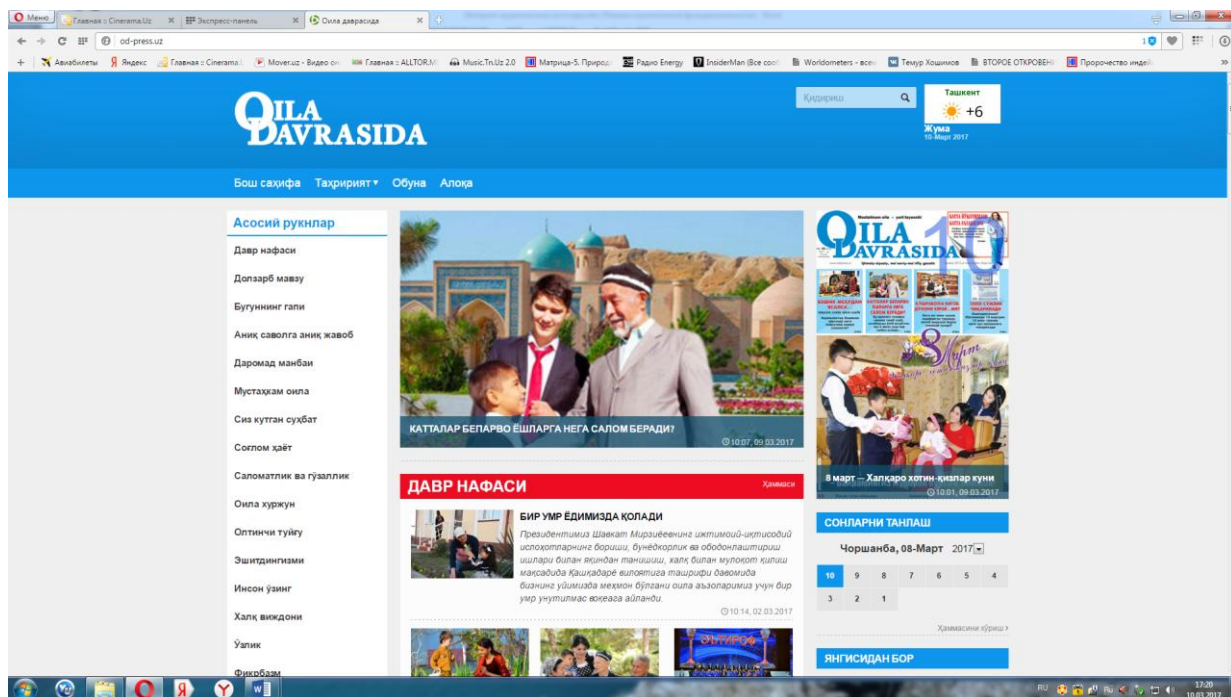 Меню
Главная :: Cinerama.Uz
Экспресс-панель
Оила даврасида
od-press.uz
1
Авиабилеты
Яндекс
Главная :: Cinerama.
Mover.uz - Видео он
Главная :: ALLTOR.M
Music.Tn.Uz 2.0
Матрица-5. Природ
Радио Energy
InsiderMan (Все сооб
Worldometers - все
Темур Хошимов
ВТОРОЕ ОТКРОВЕН
Пророчество индей
OILA
DAVRASIDA
Қидириш
Ташкент
+6
Жума
10-Март 2017
Бош саҳифа
Таҳририят
Обуна
Алоқа
Асосий рукнлар
Давр нафаси
Долзарб мавзу
Бугуннинг гапи
Аниқ саволга аниқ жавоб
Даромад манбаи
Мустаҳкам оила
Сиз кутган суҳбат
Соғлом ҳаёт
Саломатлик ва гўзаллик
Оила хуржун
Олтинчи туйғу
Эшитдингизми
Инсон ўзинг
Халқ виждони
Ўзлик
Фикрбазм
КАТТАЛАР БЕПАРВО ЁШЛАРГА НЕГА САЛОМ БЕРАДИ?
10:07, 09.03.2017
ДАВР НАФАСИ
Ҳаммаси
БИР УМР ЁДИМИЗДА ҚОЛАДИ
Президентимиз Шавкат Мирзиёевнинг ижтимоий-иқтисодий
ислоҳотларнинг бориши, бунёдкорлик ва ободонлаштириш
ишлари билан яқиндан танишиш, халқ билан мулоқот қилиш
мақсадида Қашқадарё вилоятига ташрифи давомида
бизнинг уйимизда меҳмон бўлгани оила аъзоларимиз учун бир
умр унутилмас воқеага айланди.
10:14, 02.03.2017
ЭЪТИРОФ
OILA
DAVRASIDA
10
8 Март
8 март — Халқаро хотин-қизлар куни
10:01, 09.03.2017
СОНЛАРНИ ТАНЛАШ
Чоршанба, 08-Март 2017
10 9 8 7 6 5 4
3 2 1
Ҳаммасини кўриш
ЯНГИСИДАН БОР
RU
17:20
10.03.2017